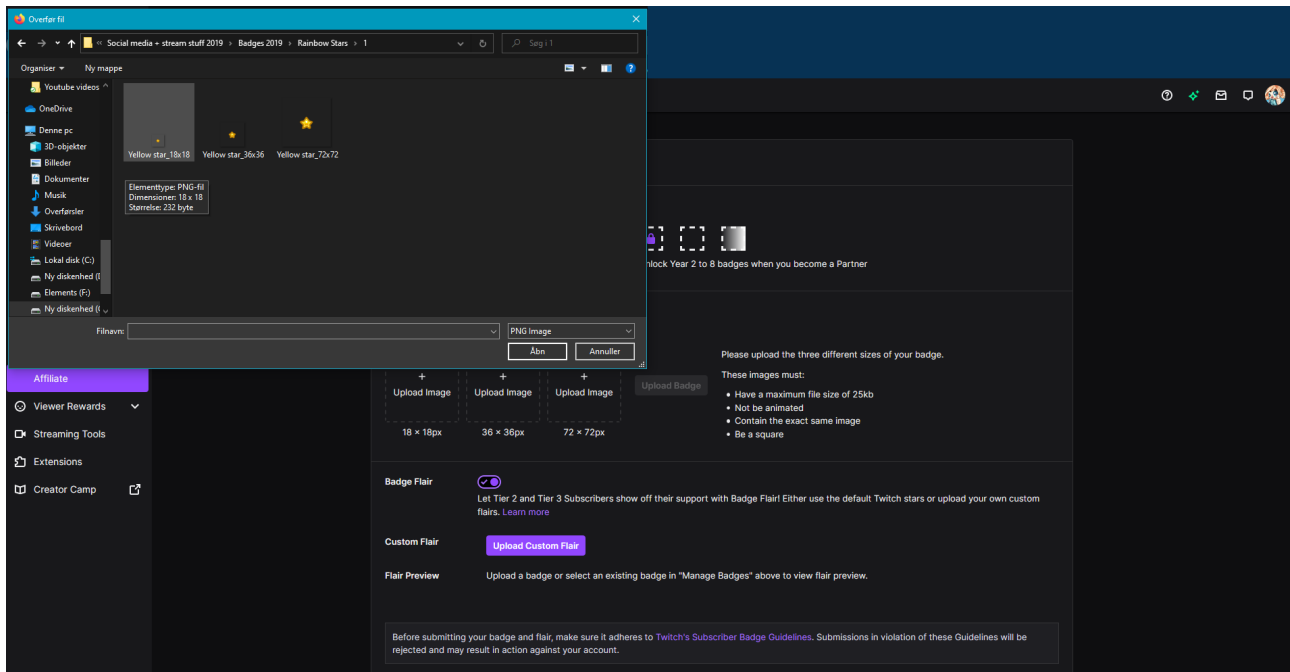 Overfør fil
Social media + stream stuff 2019 › Badges 2019 › Rainbow Stars › 1
Søg i 1
Organiser
Ny mappe
Youtube videos
OneDrive
Denne pc
3D-objekter
Billeder
Dokumenter
Musik
Overførsler
Skrivebord
Videoer
Lokal disk (C:)
Ny diskenhed (
Elements (F:)
Ny diskenhed (
Yellow star_18x18
Yellow star_36x36
Yellow star_72x72
Elementtype: PNG-fil
Dimensioner: 18 x 18
Størrelse: 232 byte
Filnavn:
PNG Image
Åbn
Annuller
Year 2 to 8 badges when you become a Partner
Affiliate
Viewer Rewards
Streaming Tools
Extensions
Creator Camp
Upload Image
Upload Image
Upload Image
Upload Badge
18 × 18px
36 × 36px
72 × 72px
Please upload the three different sizes of your badge.
These images must:
• Have a maximum file size of 25kb
• Not be animated
• Contain the exact same image
• Be a square
Badge Flair
Let Tier 2 and Tier 3 Subscribers show off their support with Badge Flair! Either use the default Twitch stars or upload your own custom
flairs. Learn more
Custom Flair
Upload Custom Flair
Flair Preview
Upload a badge or select an existing badge in "Manage Badges" above to view flair preview.
Before submitting your badge and flair, make sure it adheres to Twitch's Subscriber Badge Guidelines. Submissions in violation of these Guidelines will be
rejected and may result in action against your account.